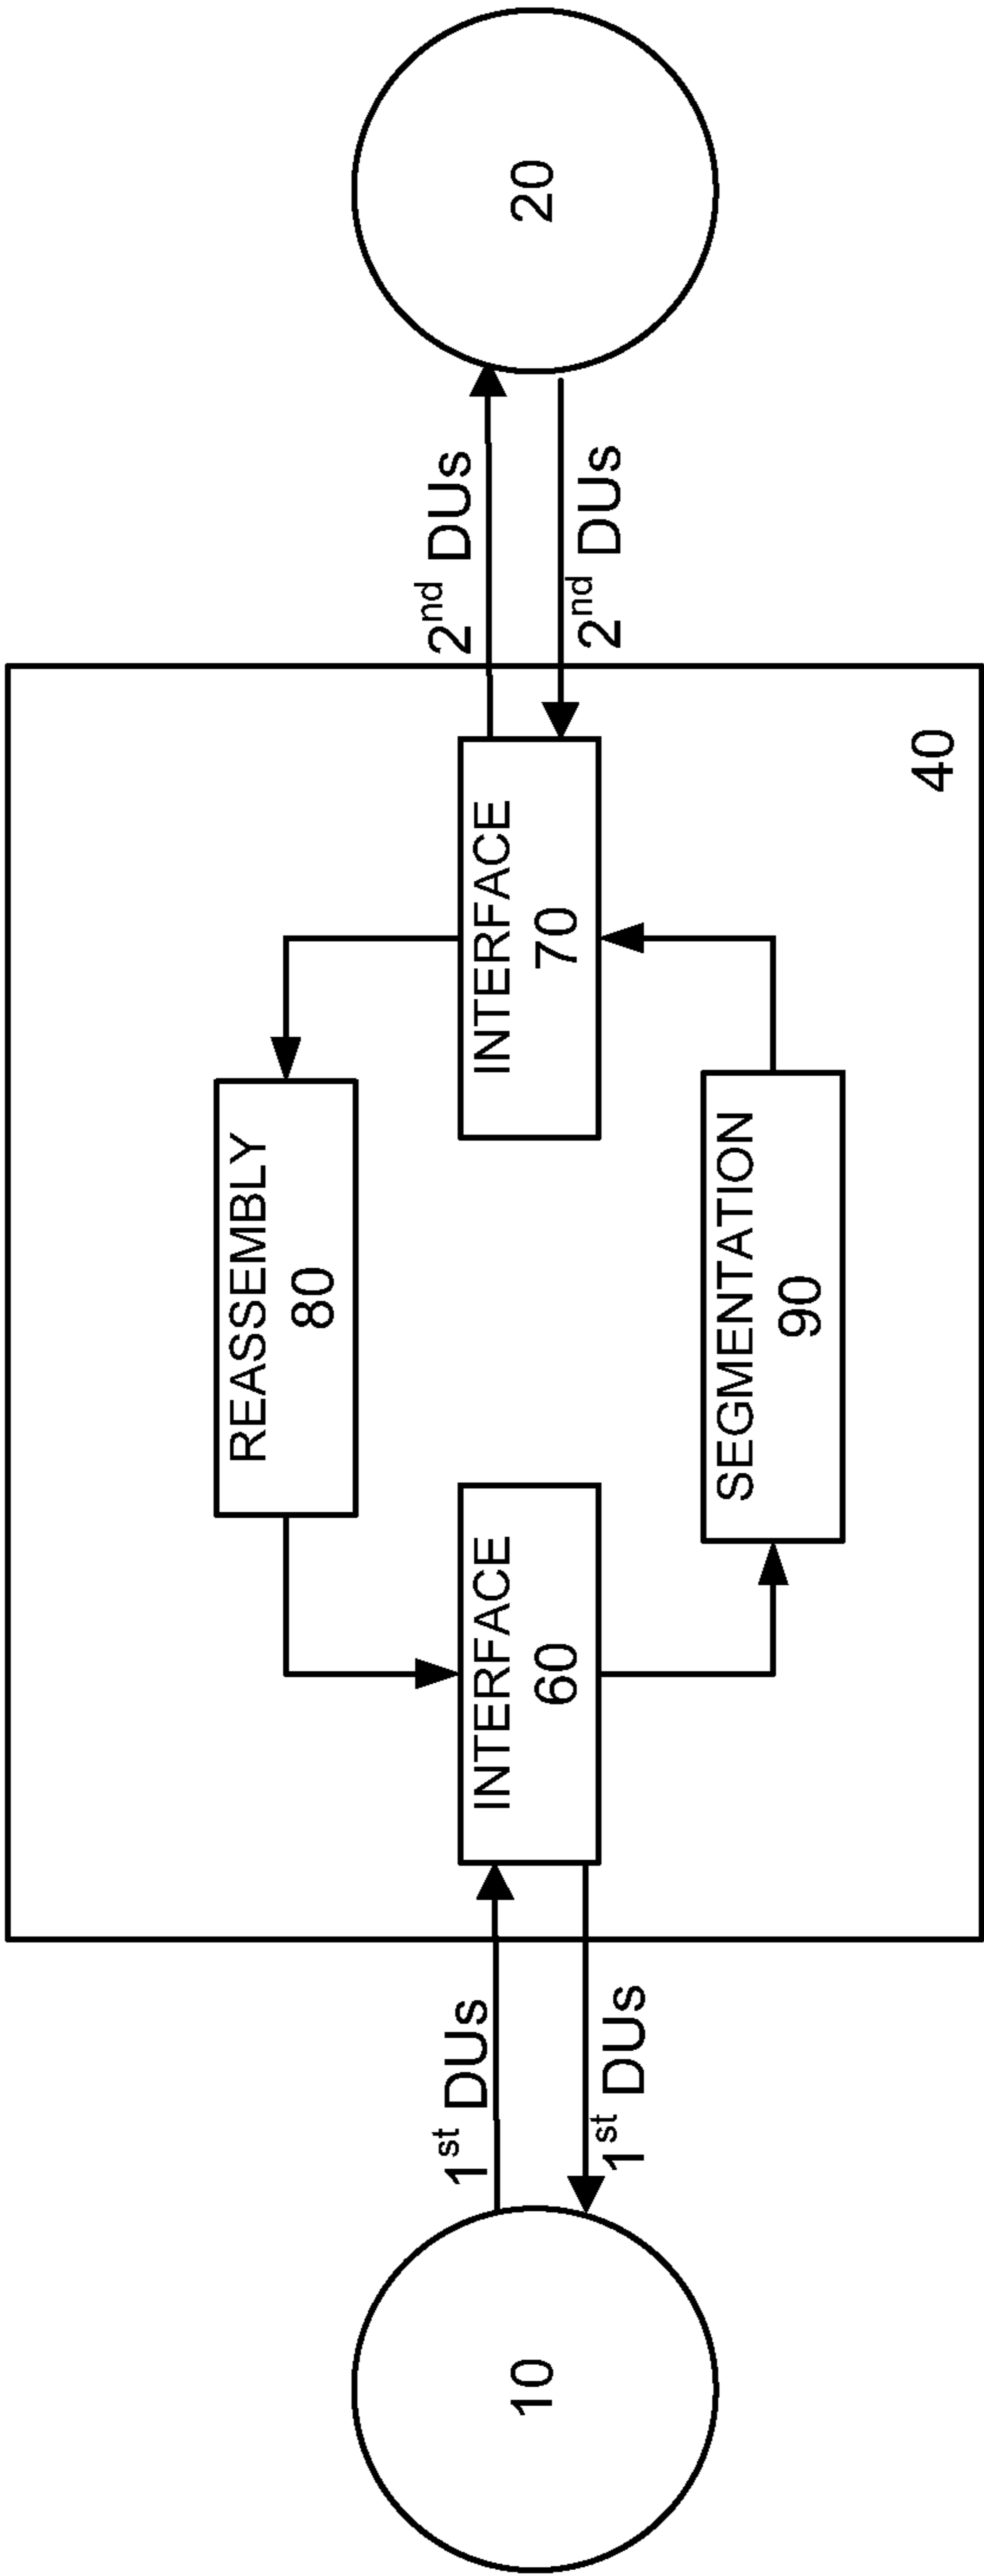 REASSEMBLY
80
1st DUs
INTERFACE
60
INTERFACE
70
2nd DUs
10
20
1st DUs
2nd DUs
SEGMENTATION
90
40